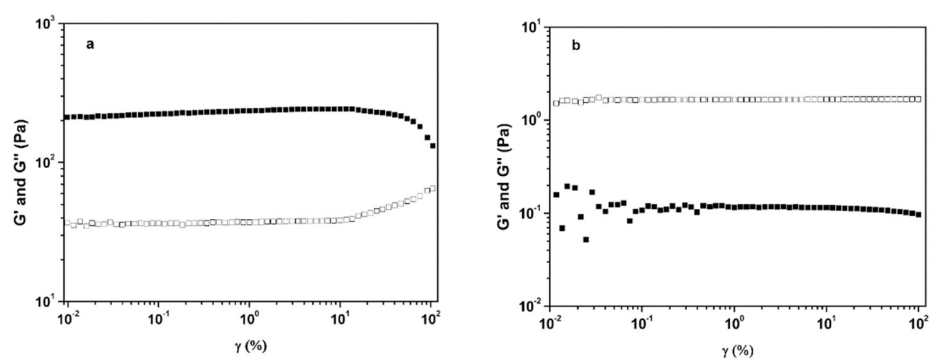 a
G' and G'' (Pa)
10³
10²
10¹
10⁻² 10⁻¹ 10⁰ 10¹ 10²
γ (%)
b
G' and G'' (Pa)
10¹
10⁰
10⁻¹
10⁻²
10⁻² 10⁻¹ 10⁰ 10¹ 10²
γ (%)